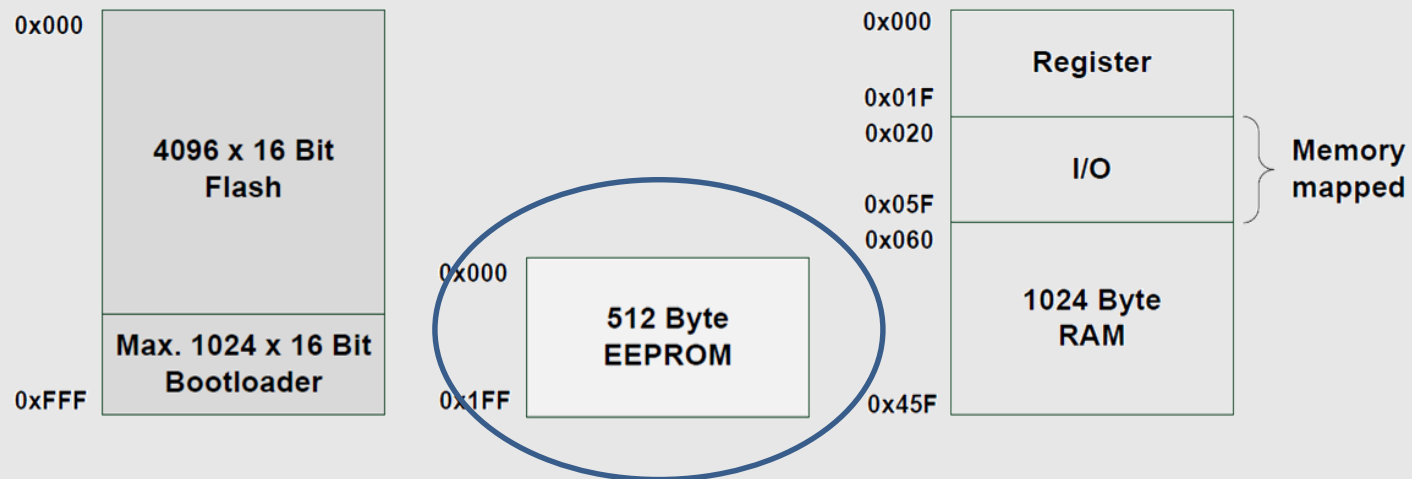 0x000
4096 x 16 Bit
Flash
Max. 1024 x 16 Bit
Bootloader
0xFFF
0x000
512 Byte
EEPROM
0x1FF
0x000
Register
0x01F
0x020
I/O
0x05F
Memory
mapped
0x060
1024 Byte
RAM
0x45F